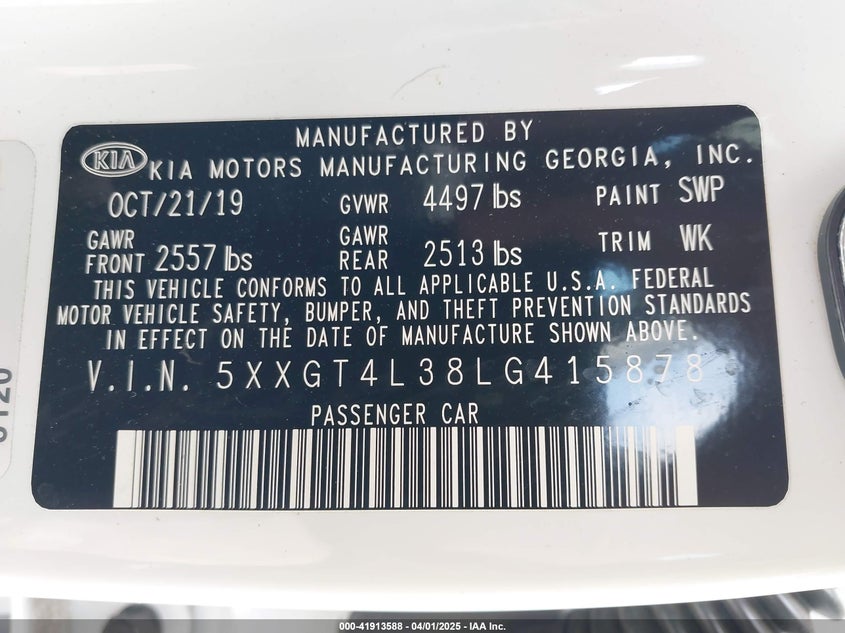 MANUFACTURED BY
KIA KIA MOTORS MANUFACTURING GEORGIA, INC.
OCT/21/19 GVWR 4497 lbs PAINT SWP
GAWR FRONT 2557 lbs GAWR REAR 2513 lbs TRIM WK
THIS VEHICLE CONFORMS TO ALL APPLICABLE U.S.A. FEDERAL
MOTOR VEHICLE SAFETY, BUMPER, AND THEFT PREVENTION STANDARDS
IN EFFECT ON THE DATE OF MANUFACTURE SHOWN ABOVE.
V.I.N. 5XXGT4L38LG415878
PASSENGER CAR
000-41913588 - 04/01/2025 - IAA Inc.